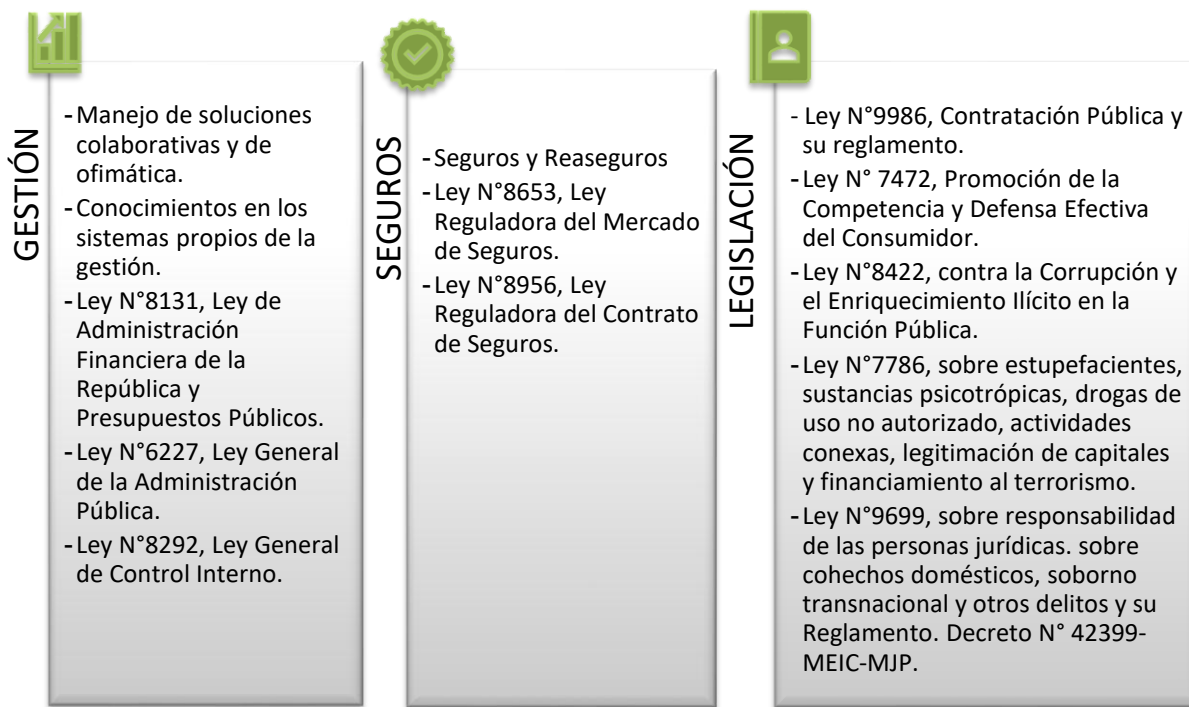 GESTIÓN
- Manejo de soluciones
colaborativas y de
ofimática.
- Conocimientos en los
sistemas propios de la
gestión.
- Ley N°8131, Ley de
Administración
Financiera de la
República y
Presupuestos Públicos.
- Ley N°6227, Ley General
de la Administración
Pública.
- Ley N°8292, Ley General
de Control Interno.
SEGUROS
- Seguros y Reaseguros
- Ley N°8653, Ley
Reguladora del Mercado
de Seguros.
- Ley N°8956, Ley
Reguladora del Contrato
de Seguros.
LEGISLACIÓN
- Ley N°9986, Contratación Pública y
su reglamento.
- Ley N° 7472, Promoción de la
Competencia y Defensa Efectiva
del Consumidor.
- Ley N°8422, contra la Corrupción y
el Enriquecimiento Ilícito en la
Función Pública.
- Ley N°7786, sobre estupefacientes,
sustancias psicotrópicas, drogas de
uso no autorizado, actividades
conexas, legitimación de capitales
y financiamiento al terrorismo.
- Ley N°9699, sobre responsabilidad
de las personas jurídicas. sobre
cohechos domésticos, soborno
transnacional y otros delitos y su
Reglamento. Decreto N° 42399-
MEIC-MJP.